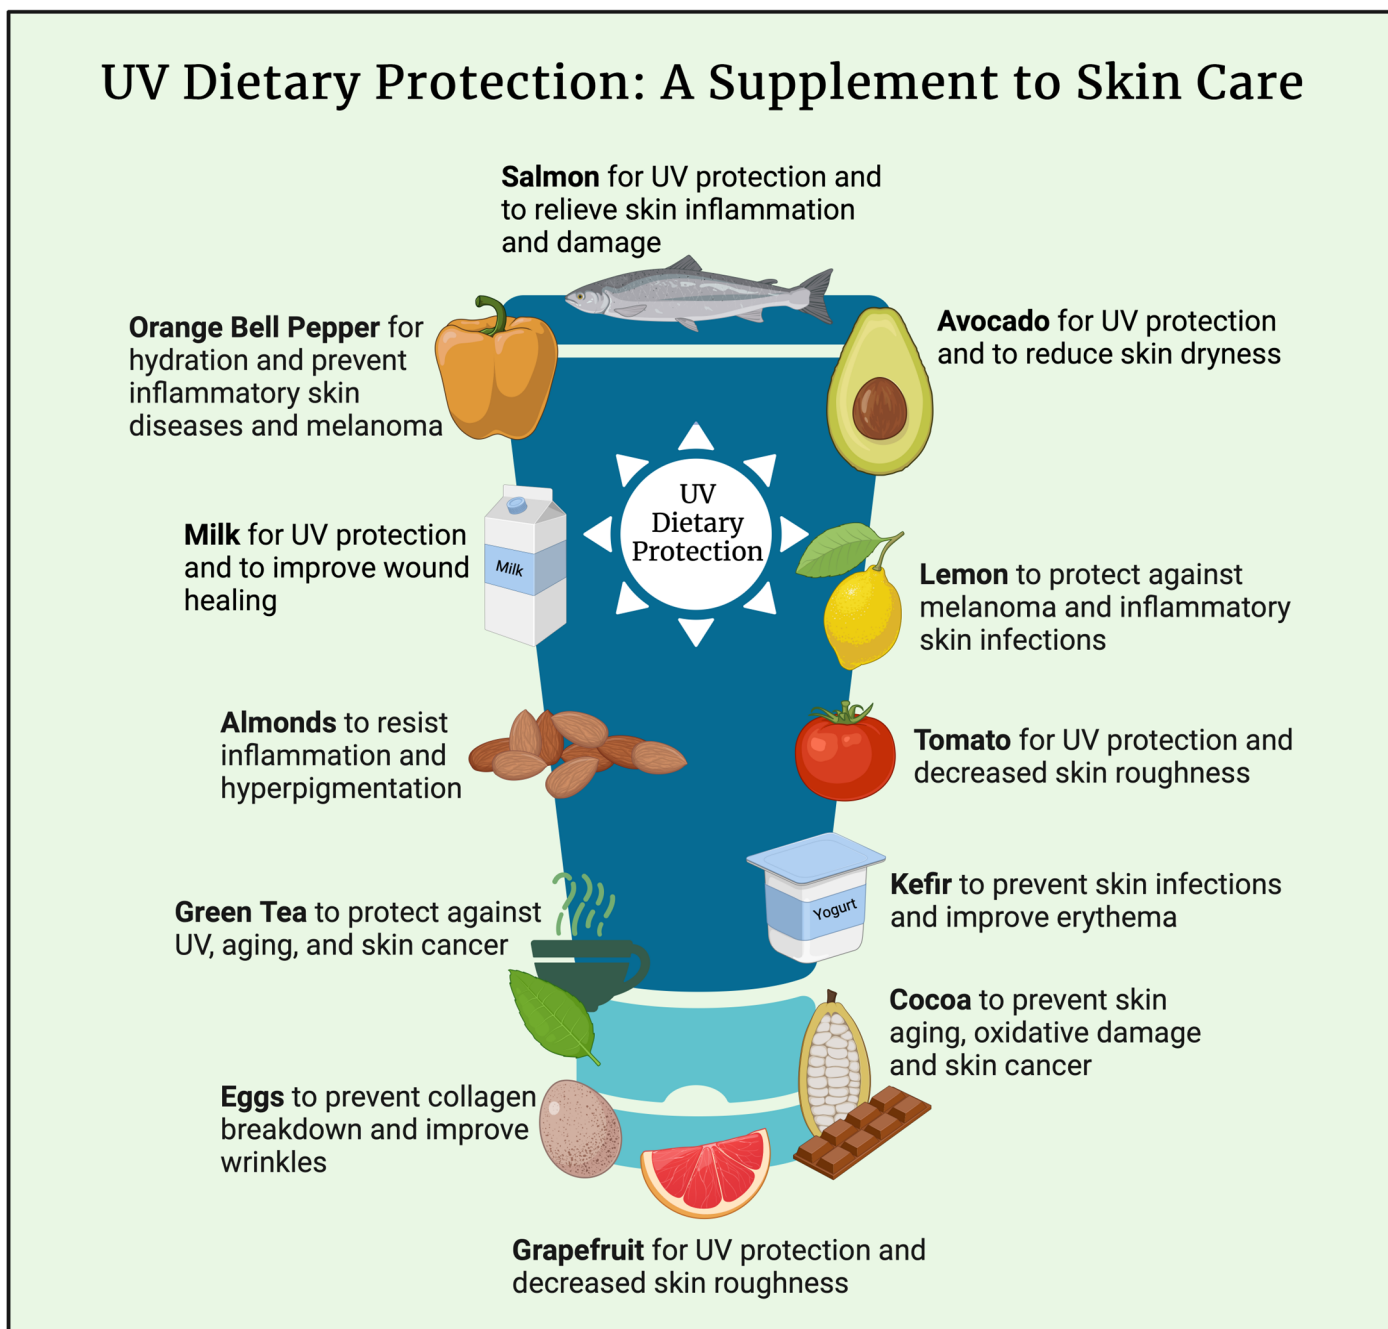 UV Dietary Protection: A Supplement to Skin Care
Salmon for UV protection and
to relieve skin inflammation
and damage
Orange Bell Pepper for
hydration and prevent
inflammatory skin
diseases and melanoma
Avocado for UV protection
and to reduce skin dryness
UV
Dietary
Protection
Milk for UV protection
and to improve wound
healing
Milk
Lemon to protect against
melanoma and inflammatory
skin infections
Almonds to resist
inflammation and
hyperpigmentation
Tomato for UV protection and
decreased skin roughness
Green Tea to protect against
UV, aging, and skin cancer
Yogurt
Kefir to prevent skin infections
and improve erythema
Cocoa to prevent skin
aging, oxidative damage
and skin cancer
Eggs to prevent collagen
breakdown and improve
wrinkles
Grapefruit for UV protection and
decreased skin roughness